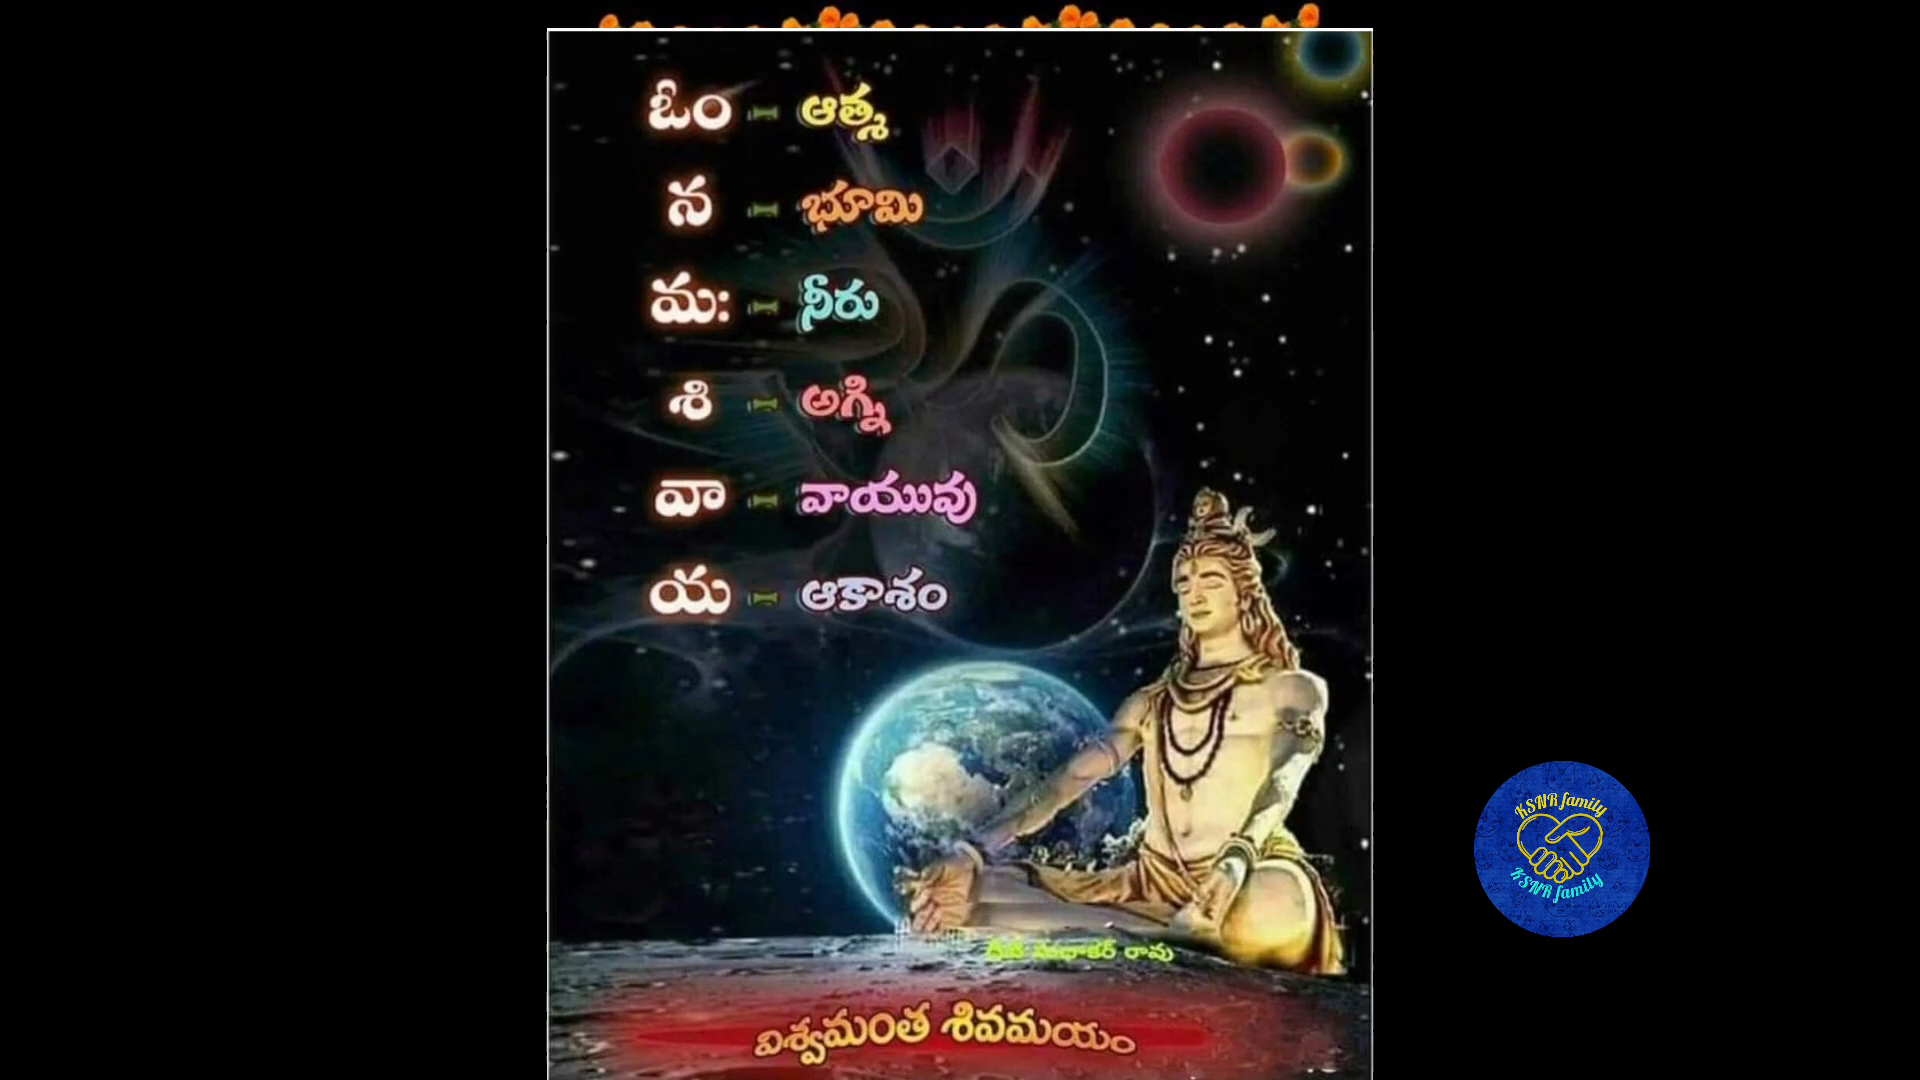 ఓం - ఆత్మ
న - భూమి
మః - నీరు
శి - అగ్ని
వా - వాయువు
య - ఆకాశం
రావు
విశ్వమంత శివమయం
KSNR family
KSNR family